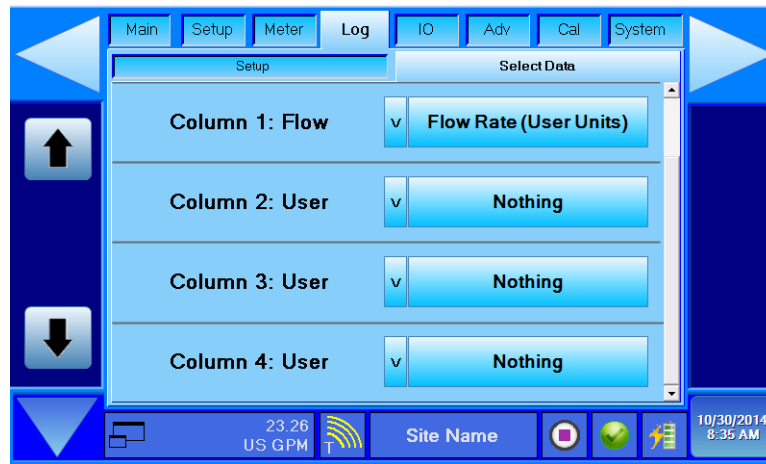 Main Setup Meter Log IO Adv Cal System
Setup Select Data
Column 1: Flow v Flow Rate (User Units)
Column 2: User v Nothing
Column 3: User v Nothing
Column 4: User v Nothing
23.26
US GPM T Site Name
10/30/2014
8:35 AM